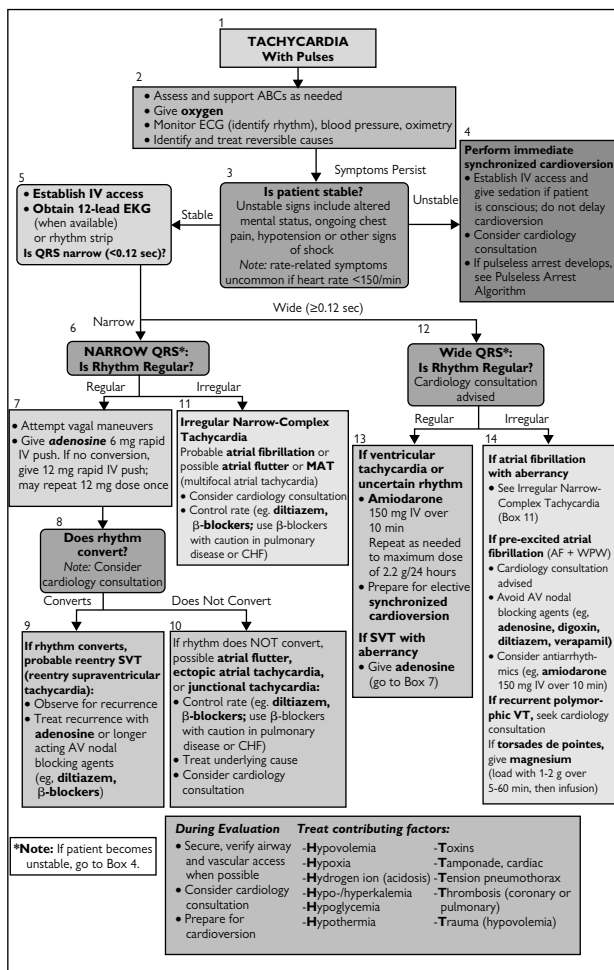 1
TACHYCARDIA
With Pulses
2
• Assess and support ABCs as needed
• Give oxygen
• Monitor ECG (identify rhythm), blood pressure, oximetry
• Identify and treat reversible causes
Symptoms Persist
3
Is patient stable?
Unstable signs include altered
mental status, ongoing chest
pain, hypotension or other signs
of shock
Note: rate-related symptoms
uncommon if heart rate <150/min
Stable
Unstable
4
Perform immediate
synchronized cardioversion
• Establish IV access and
give sedation if patient
is conscious; do not delay
cardioversion
• Consider cardiology
consultation
• If pulseless arrest develops,
see Pulseless Arrest
Algorithm
5
• Establish IV access
• Obtain 12-lead EKG
(when available)
or rhythm strip
Is QRS narrow (<0.12 sec)?
Narrow
Wide (≥0.12 sec)
6
NARROW QRS*:
Is Rhythm Regular?
Regular
Irregular
7
• Attempt vagal maneuvers
• Give adenosine 6 mg rapid
IV push. If no conversion,
give 12 mg rapid IV push;
may repeat 12 mg dose once
8
Does rhythm
convert?
Note: Consider
cardiology consultation
Converts
Does Not Convert
9
If rhythm converts,
probable reentry SVT
(reentry supraventricular
tachycardia):
• Observe for recurrence
• Treat recurrence with
adenosine or longer
acting AV nodal
blocking agents
(eg, diltiazem,
β-blockers)
10
If rhythm does NOT convert,
possible atrial flutter,
ectopic atrial tachycardia,
or junctional tachycardia:
• Control rate (eg. diltiazem,
β-blockers; use β-blockers
with caution in pulmonary
disease or CHF)
• Treat underlying cause
• Consider cardiology
consultation
11
Irregular Narrow-Complex
Tachycardia
Probable atrial fibrillation or
possible atrial flutter or MAT
(multifocal atrial tachycardia)
• Consider cardiology consultation
• Control rate (eg. diltiazem,
β-blockers; use β-blockers
with caution in pulmonary
disease or CHF)
12
Wide QRS*:
Is Rhythm Regular?
Cardiology consultation
advised
Regular
Irregular
13
If ventricular
tachycardia or
uncertain rhythm
• Amiodarone
150 mg IV over
10 min
Repeat as needed
to maximum dose
of 2.2 g/24 hours
• Prepare for elective
synchronized
cardioversion
If SVT with
aberrancy
• Give adenosine
(go to Box 7)
14
If atrial fibrillation
with aberrancy
• See Irregular Narrow-
Complex Tachycardia
(Box 11)
If pre-excited atrial
fibrillation (AF + WPW)
• Cardiology consultation
advised
• Avoid AV nodal
blocking agents (eg,
adenosine, digoxin,
diltiazem, verapamil)
• Consider antiarrhyth-
mics (eg, amiodarone
150 mg IV over 10 min)
If recurrent polymor-
phic VT, seek cardiology
consultation
If torsades de pointes,
give magnesium
(load with 1-2 g over
5-60 min, then infusion)
*Note: If patient becomes
unstable, go to Box 4.
During Evaluation
• Secure, verify airway
and vascular access
when possible
• Consider cardiology
consultation
• Prepare for
cardioversion
Treat contributing factors:
-Hypovolemia
-Hypoxia
-Hydrogen ion (acidosis)
-Hypo-/hyperkalemia
-Hypoglycemia
-Hypothermia
-Toxins
-Tamponade, cardiac
-Tension pneumothorax
-Thrombosis (coronary or
pulmonary)
-Trauma (hypovolemia)